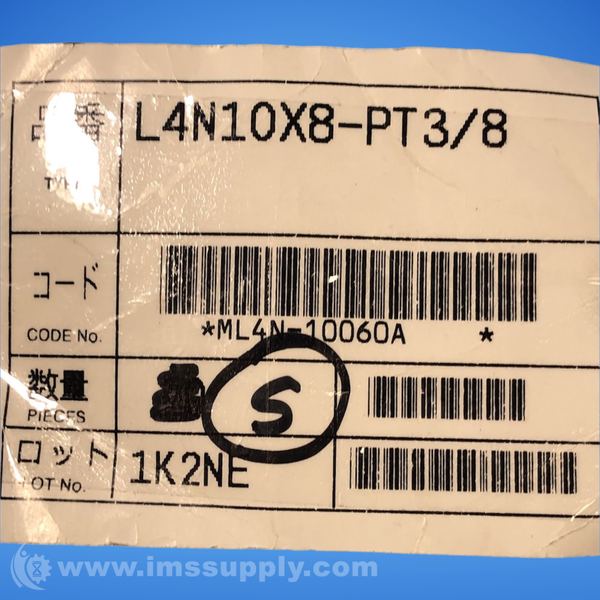 品番 L4N10X8-PT3/8
TYPE
コード
CODE No. *ML4N-10060A *
数量 S
PIECES
ロット 1K2NE
LOT No.
www.imssupply.com